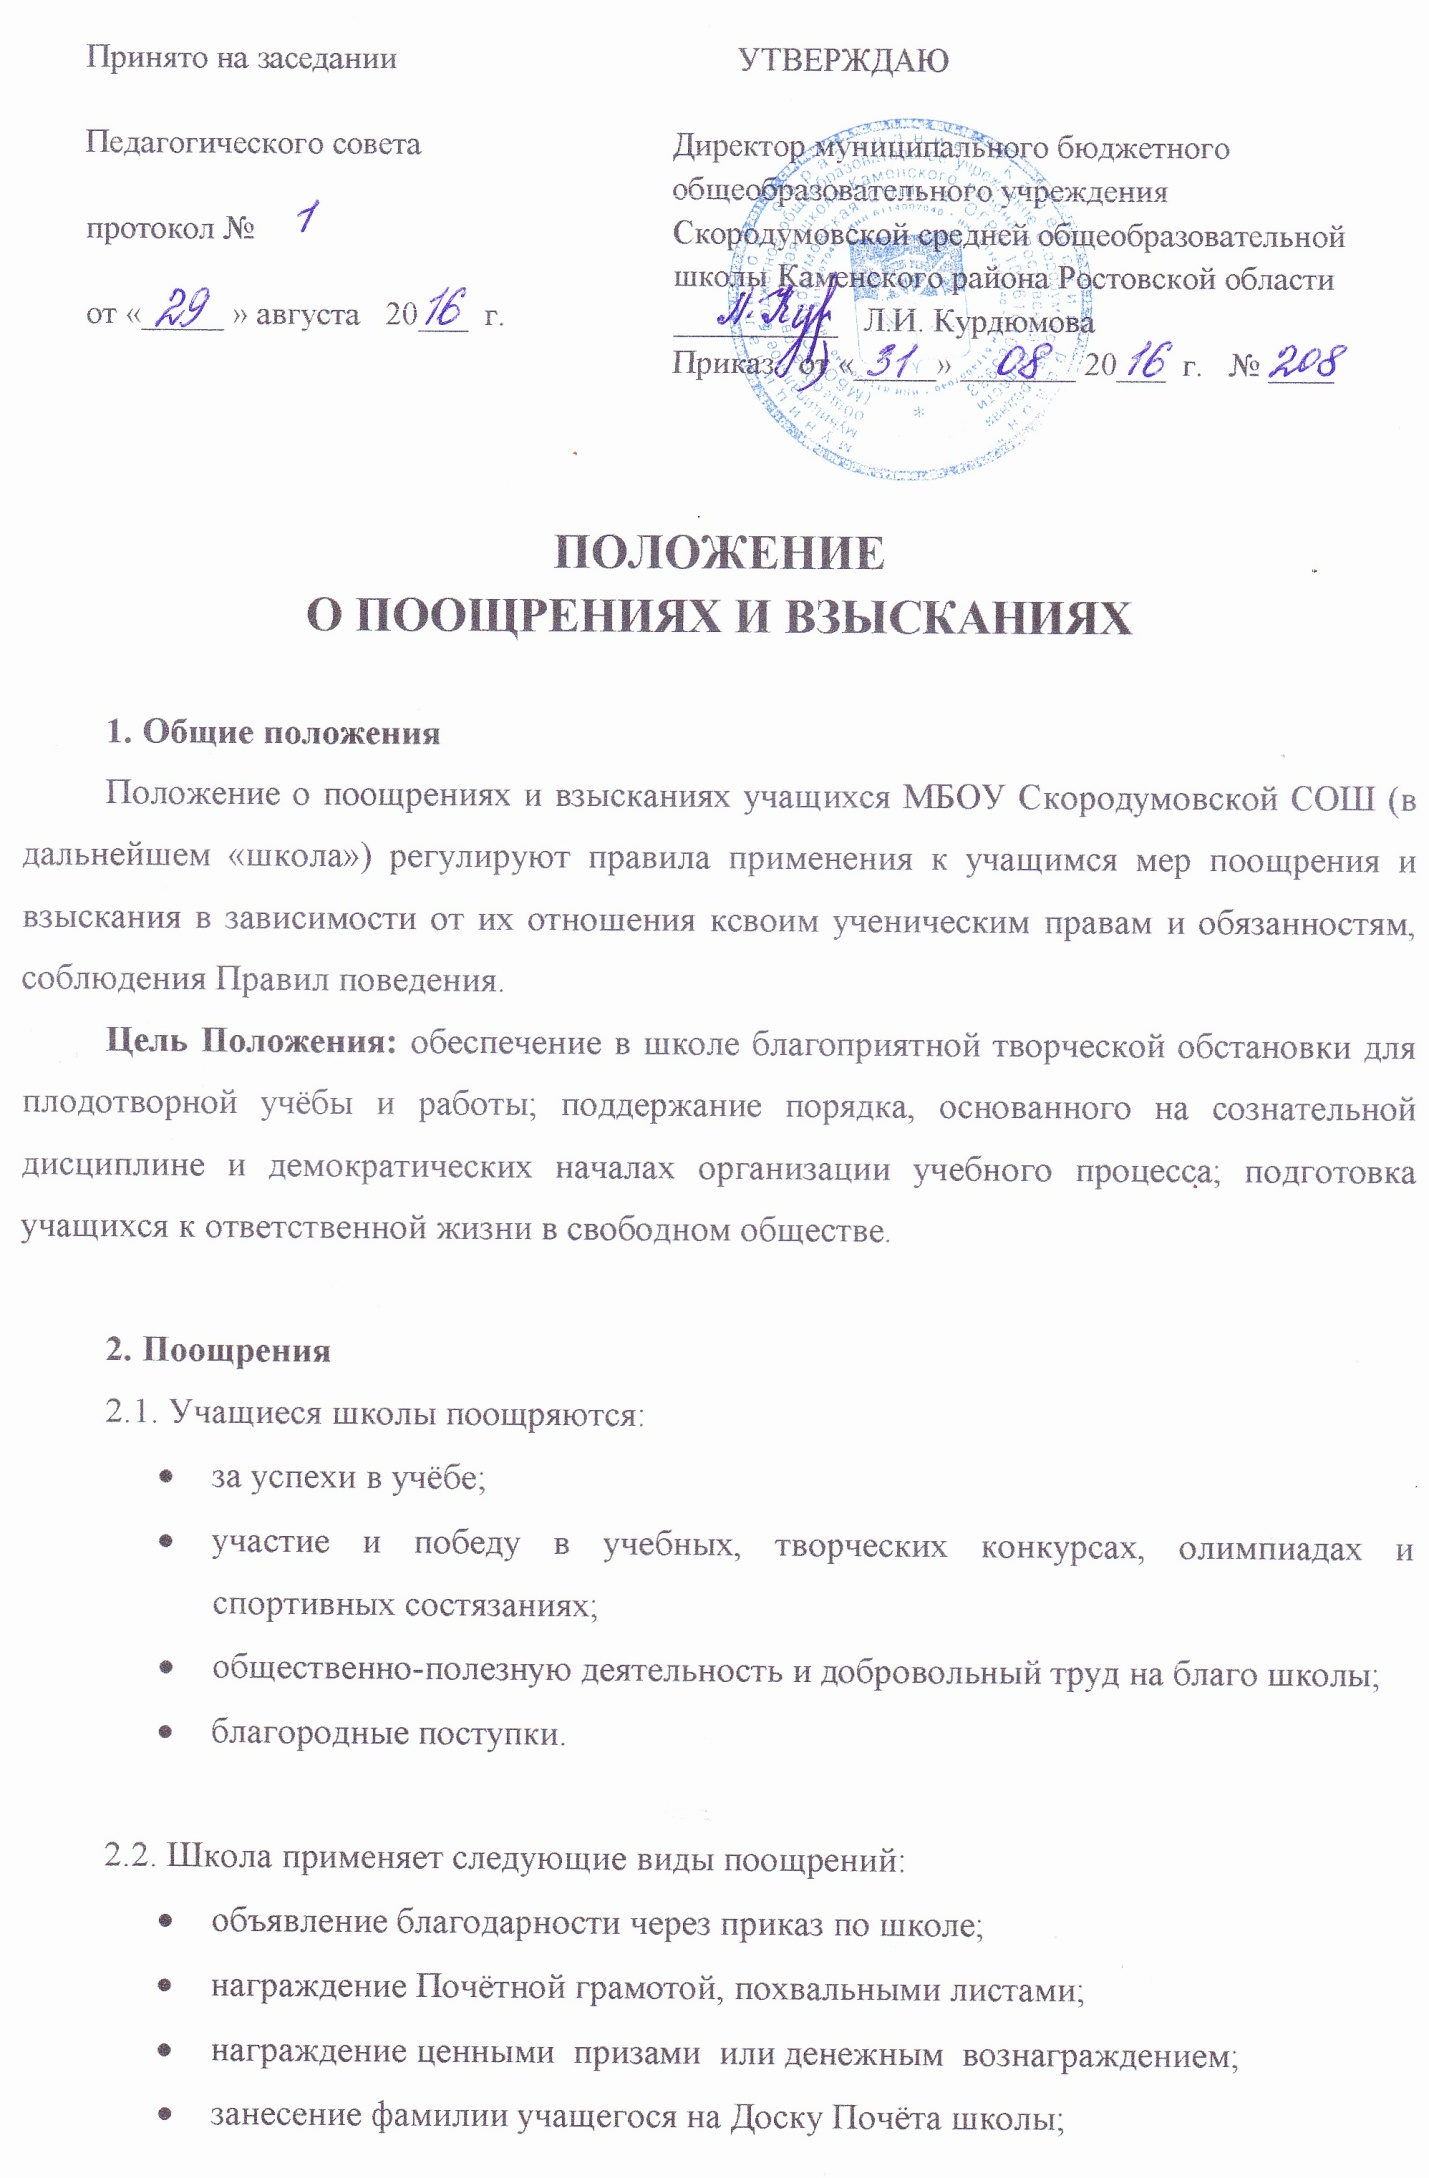 Принято на заседании
Педагогического совета
протокол № 1
от «29» августа 2016 г.
УТВЕРЖДАЮ
Директор муниципального бюджетного
общеобразовательного учреждения
Скородумовской средней общеобразовательной
школы Каменского района Ростовской области
Л.И. Курдюмова
Приказ от «31» 08 2016 г. № 208
ПОЛОЖЕНИЕ
О ПООЩРЕНИЯХ И ВЗЫСКАНИЯХ
1. Общие положения
Положение о поощрениях и взысканиях учащихся МБОУ Скородумовской СОШ (в
дальнейшем «школа») регулируют правила применения к учащимся мер поощрения и
взыскания в зависимости от их отношения ксвоим ученическим правам и обязанностям,
соблюдения Правил поведения.
Цель Положения: обеспечение в школе благоприятной творческой обстановки для
плодотворной учёбы и работы; поддержание порядка, основанного на сознательной
дисциплине и демократических началах организации учебного процесса; подготовка
учащихся к ответственной жизни в свободном обществе.
2. Поощрения
2.1. Учащиеся школы поощряются:
• за успехи в учёбе;
• участие и победу в учебных, творческих конкурсах, олимпиадах и
спортивных состязаниях;
• общественно-полезную деятельность и добровольный труд на благо школы;
• благородные поступки.
2.2. Школа применяет следующие виды поощрений:
• объявление благодарности через приказ по школе;
• награждение Почётной грамотой, похвальными листами;
• награждение ценными призами или денежным вознаграждением;
• занесение фамилии учащегося на Доску Почёта школы;